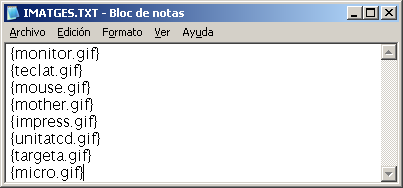 IMATGES.TXT - Bloc de notas
Archivo Edición Formato Ver Ayuda
{monitor.gif}
{teclat.gif}
{mouse.gif}
{mother.gif}
{impress.gif}
{unitatcd.gif}
{targeta.gif}
{micro.gif}